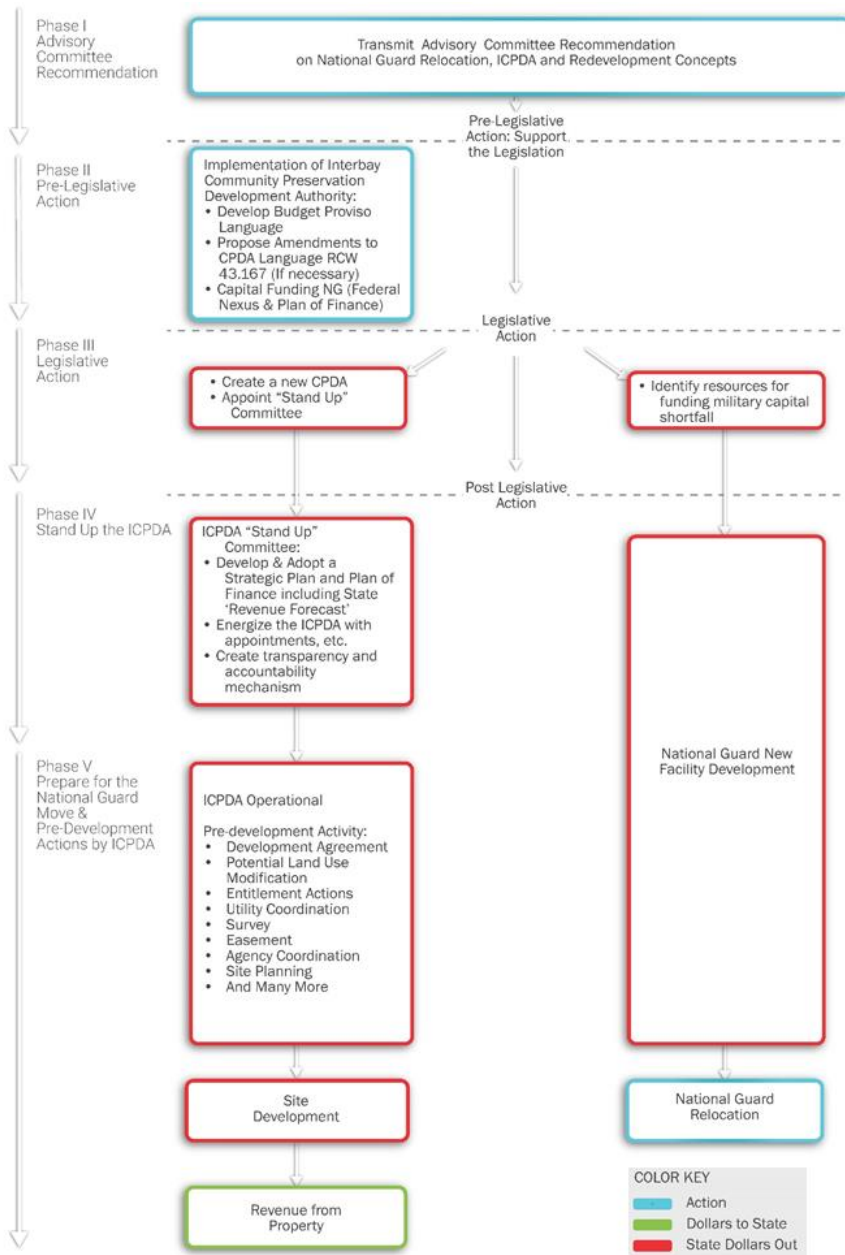 Phase I
Advisory
Committee
Recommendation
Transmit Advisory Committee Recommendation
on National Guard Relocation, ICPDA and Redevelopment Concepts
Pre-Legislative
Action: Support
the Legislation
Phase II
Pre-Legislative
Action
Implementation of Interbay
Community Preservation
Development Authority:
• Develop Budget Proviso
Language
• Propose Amendments to
CPDA Language RCW
43.167 (If necessary)
• Capital Funding NG (Federal
Nexus & Plan of Finance)
Legislative
Action
Phase III
Legislative
Action
• Create a new CPDA
• Appoint “Stand Up”
Committee
• Identify resources for
funding military capital
shortfall
Post Legislative
Action
Phase IV
Stand Up the ICPDA
ICPDA “Stand Up”
Committee:
• Develop & Adopt a
Strategic Plan and Plan of
Finance including State
‘Revenue Forecast’
• Energize the ICPDA with
appointments, etc.
• Create transparency and
accountability
mechanism
National Guard New
Facility Development
Phase V
Prepare for the
National Guard
Move &
Pre-Development
Actions by ICPDA
ICPDA Operational
Pre-development Activity:
• Development Agreement
• Potential Land Use
Modification
• Entitlement Actions
• Utility Coordination
• Survey
• Easement
• Agency Coordination
• Site Planning
• And Many More
Site
Development
National Guard
Relocation
Revenue from
Property
COLOR KEY
Action
Dollars to State
State Dollars Out